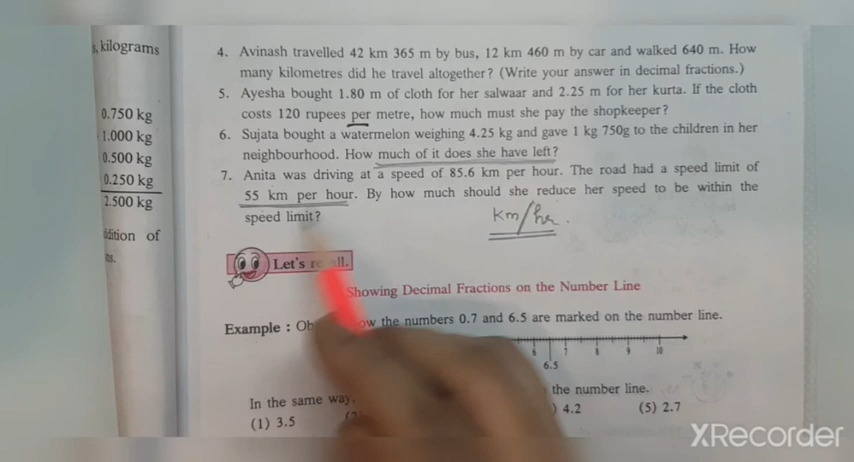 s, kilograms
0.750 kg
1.000 kg
0.500 kg
0.250 kg
2.500 kg
dition of
4. Avinash travelled 42 km 365 m by bus, 12 km 460 m by car and walked 640 m. How
many kilometres did he travel altogether? (Write your answer in decimal fractions.)
5. Ayesha bought 1.80 m of cloth for her salwaar and 2.25 m for her kurta. If the cloth
costs 120 rupees per metre, how much must she pay the shopkeeper?
6. Sujata bought a watermelon weighing 4.25 kg and gave 1 kg 750g to the children in her
neighbourhood. How much of it does she have left?
7. Anita was driving at a speed of 85.6 km per hour. The road had a speed limit of
55 km per hour. By how much should she reduce her speed to be within the
speed limit?
km/hr.
Let's
Showing Decimal Fractions on the Number Line
Example : the numbers 0.7 and 6.5 are marked on the number line.
6 7 8 9 10
6.5
In the same way, the number line.
(1) 3.5 ) 4.2 (5) 2.7
XRecorder